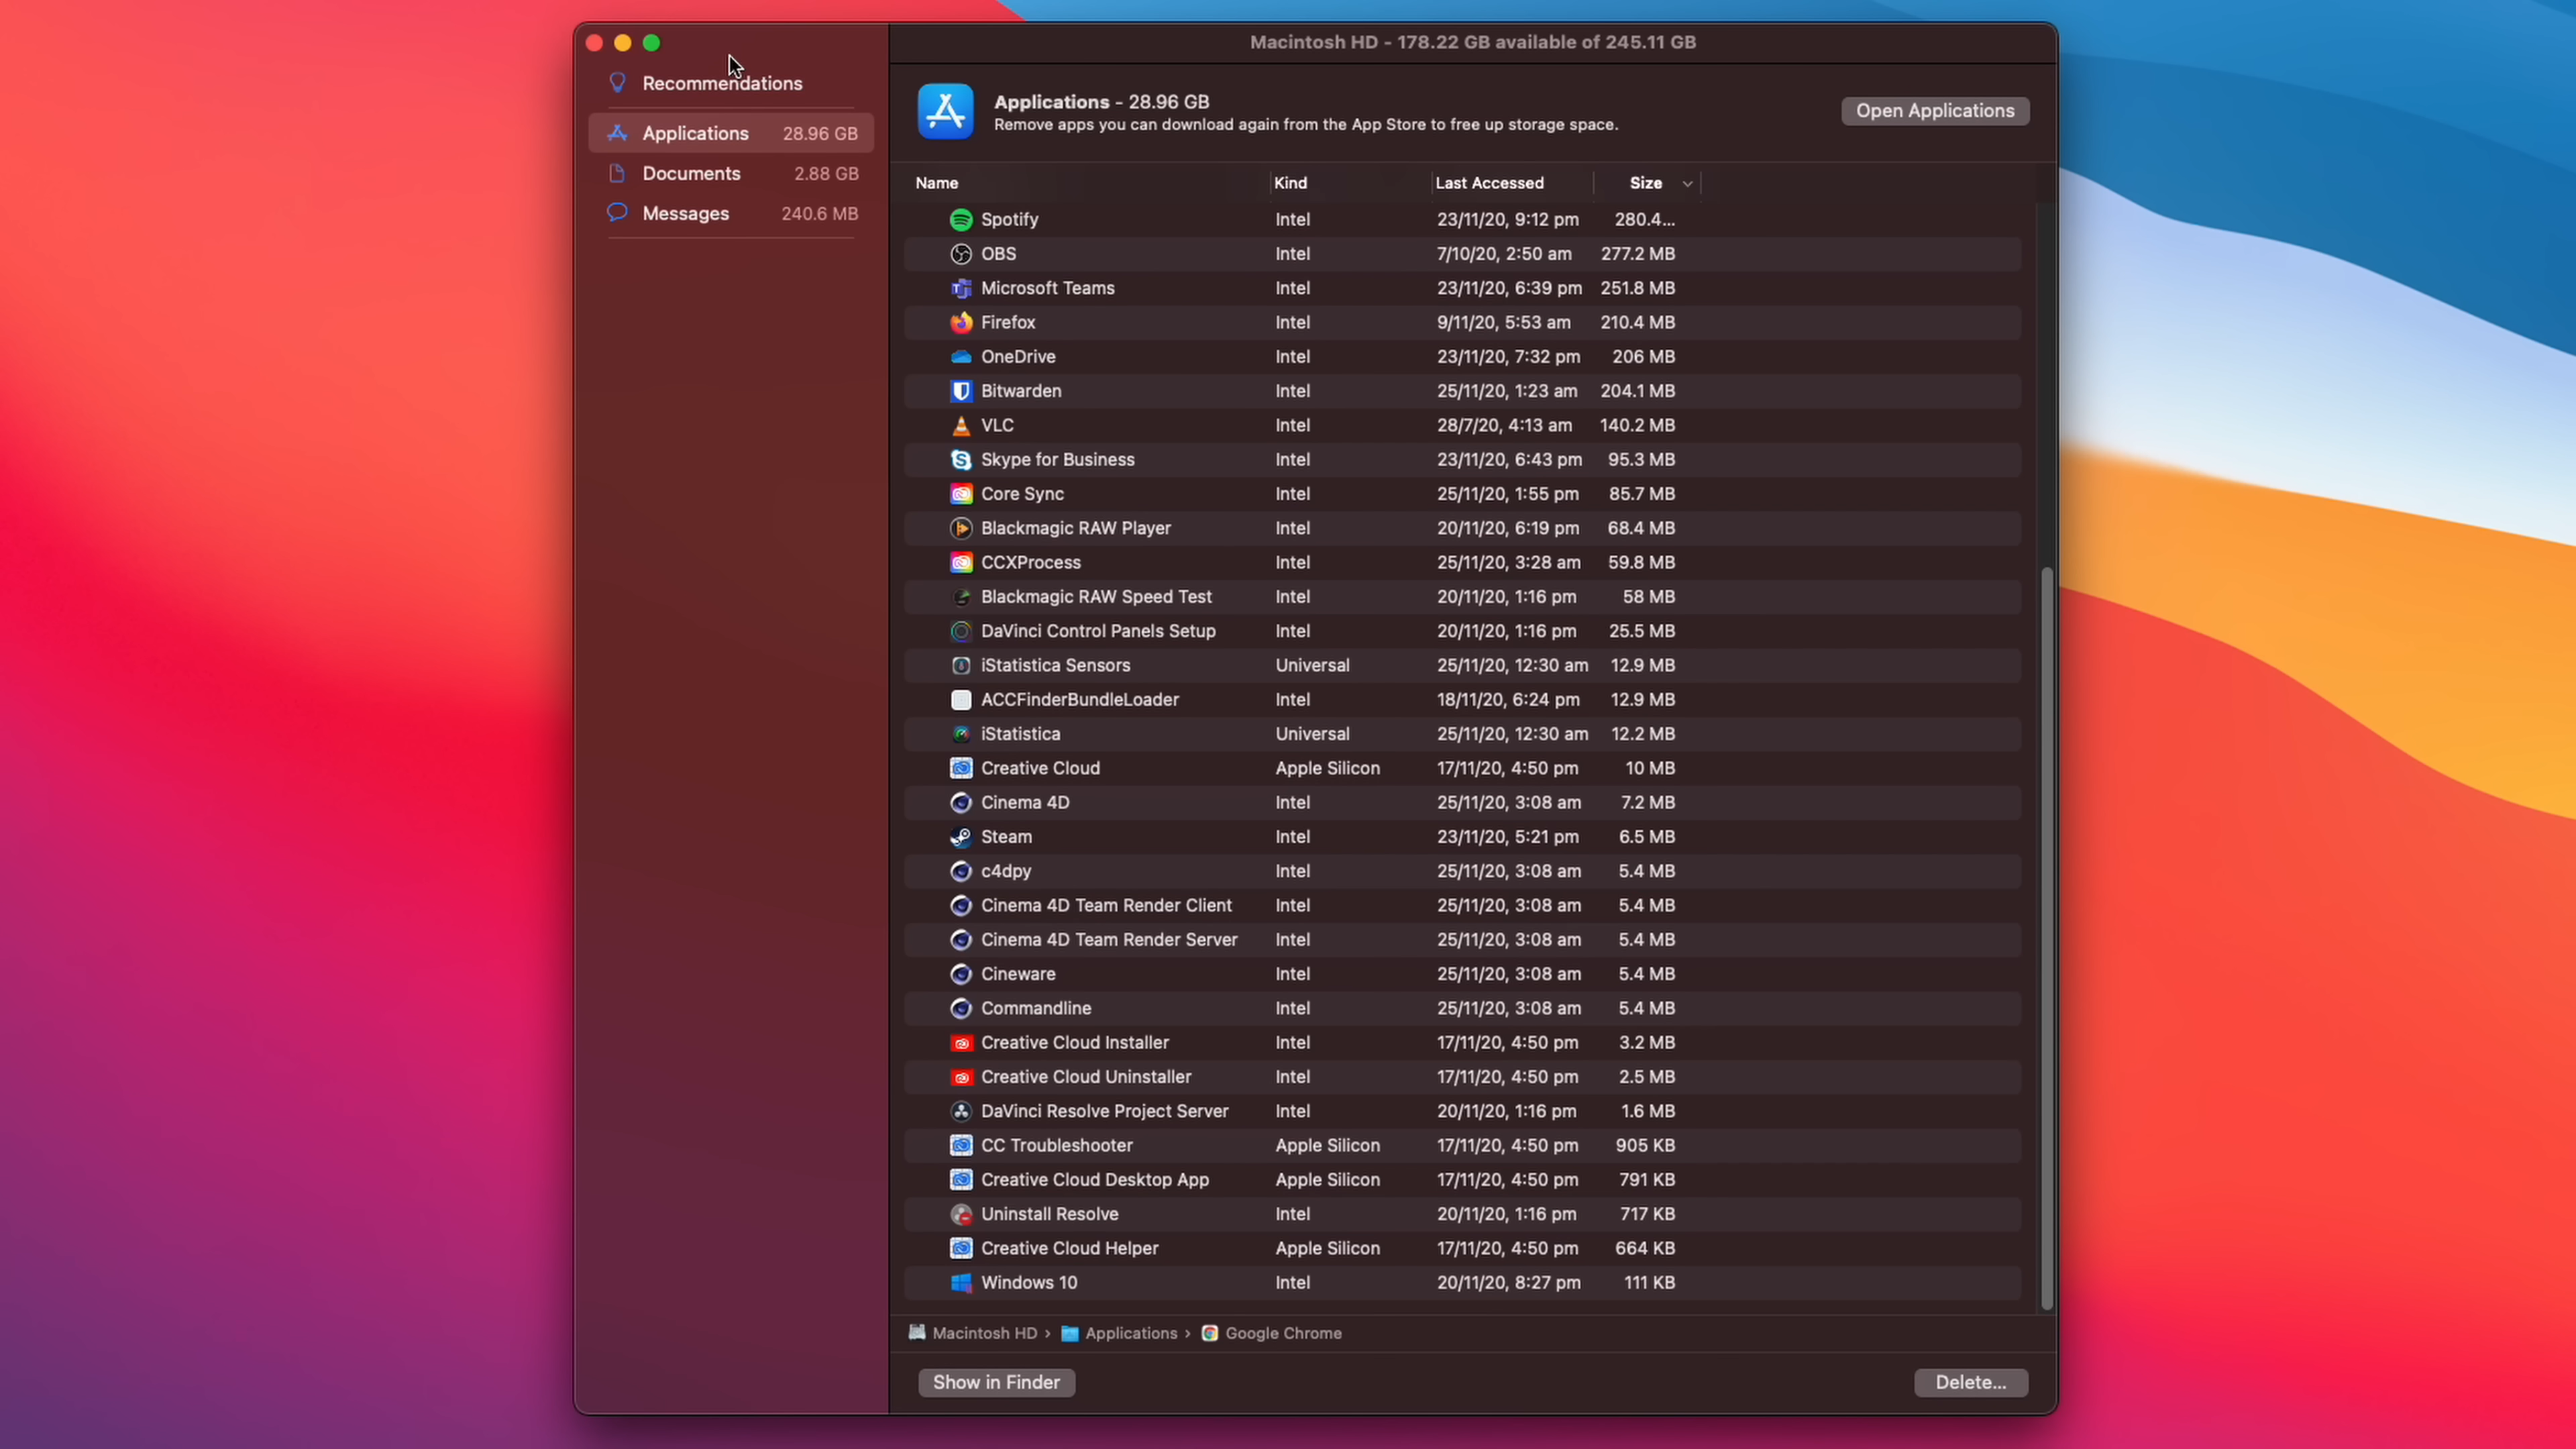 Macintosh HD - 178.22 GB available of 245.11 GB
Recommendations
Applications 28.96 GB
Documents 2.88 GB
Messages 240.6 MB
Applications - 28.96 GB
Remove apps you can download again from the App Store to free up storage space.
Open Applications
Name Kind Last Accessed Size
Spotify Intel 23/11/20, 9:12 pm 280.4...
OBS Intel 7/10/20, 2:50 am 277.2 MB
Microsoft Teams Intel 23/11/20, 6:39 pm 251.8 MB
Firefox Intel 9/11/20, 5:53 am 210.4 MB
OneDrive Intel 23/11/20, 7:32 pm 206 MB
Bitwarden Intel 25/11/20, 1:23 am 204.1 MB
VLC Intel 28/7/20, 4:13 am 140.2 MB
Skype for Business Intel 23/11/20, 6:43 pm 95.3 MB
Core Sync Intel 25/11/20, 1:55 pm 85.7 MB
Blackmagic RAW Player Intel 20/11/20, 6:19 pm 68.4 MB
CCXProcess Intel 25/11/20, 3:28 am 59.8 MB
Blackmagic RAW Speed Test Intel 20/11/20, 1:16 pm 58 MB
DaVinci Control Panels Setup Intel 20/11/20, 1:16 pm 25.5 MB
iStatistica Sensors Universal 25/11/20, 12:30 am 12.9 MB
ACCFinderBundleLoader Intel 18/11/20, 6:24 pm 12.9 MB
iStatistica Universal 25/11/20, 12:30 am 12.2 MB
Creative Cloud Apple Silicon 17/11/20, 4:50 pm 10 MB
Cinema 4D Intel 25/11/20, 3:08 am 7.2 MB
Steam Intel 23/11/20, 5:21 pm 6.5 MB
c4dpy Intel 25/11/20, 3:08 am 5.4 MB
Cinema 4D Team Render Client Intel 25/11/20, 3:08 am 5.4 MB
Cinema 4D Team Render Server Intel 25/11/20, 3:08 am 5.4 MB
Cineware Intel 25/11/20, 3:08 am 5.4 MB
Commandline Intel 25/11/20, 3:08 am 5.4 MB
Creative Cloud Installer Intel 17/11/20, 4:50 pm 3.2 MB
Creative Cloud Uninstaller Intel 17/11/20, 4:50 pm 2.5 MB
DaVinci Resolve Project Server Intel 20/11/20, 1:16 pm 1.6 MB
CC Troubleshooter Apple Silicon 17/11/20, 4:50 pm 905 KB
Creative Cloud Desktop App Apple Silicon 17/11/20, 4:50 pm 791 KB
Uninstall Resolve Intel 20/11/20, 1:16 pm 717 KB
Creative Cloud Helper Apple Silicon 17/11/20, 4:50 pm 664 KB
Windows 10 Intel 20/11/20, 8:27 pm 111 KB
Macintosh HD › Applications › Google Chrome
Show in Finder Delete...